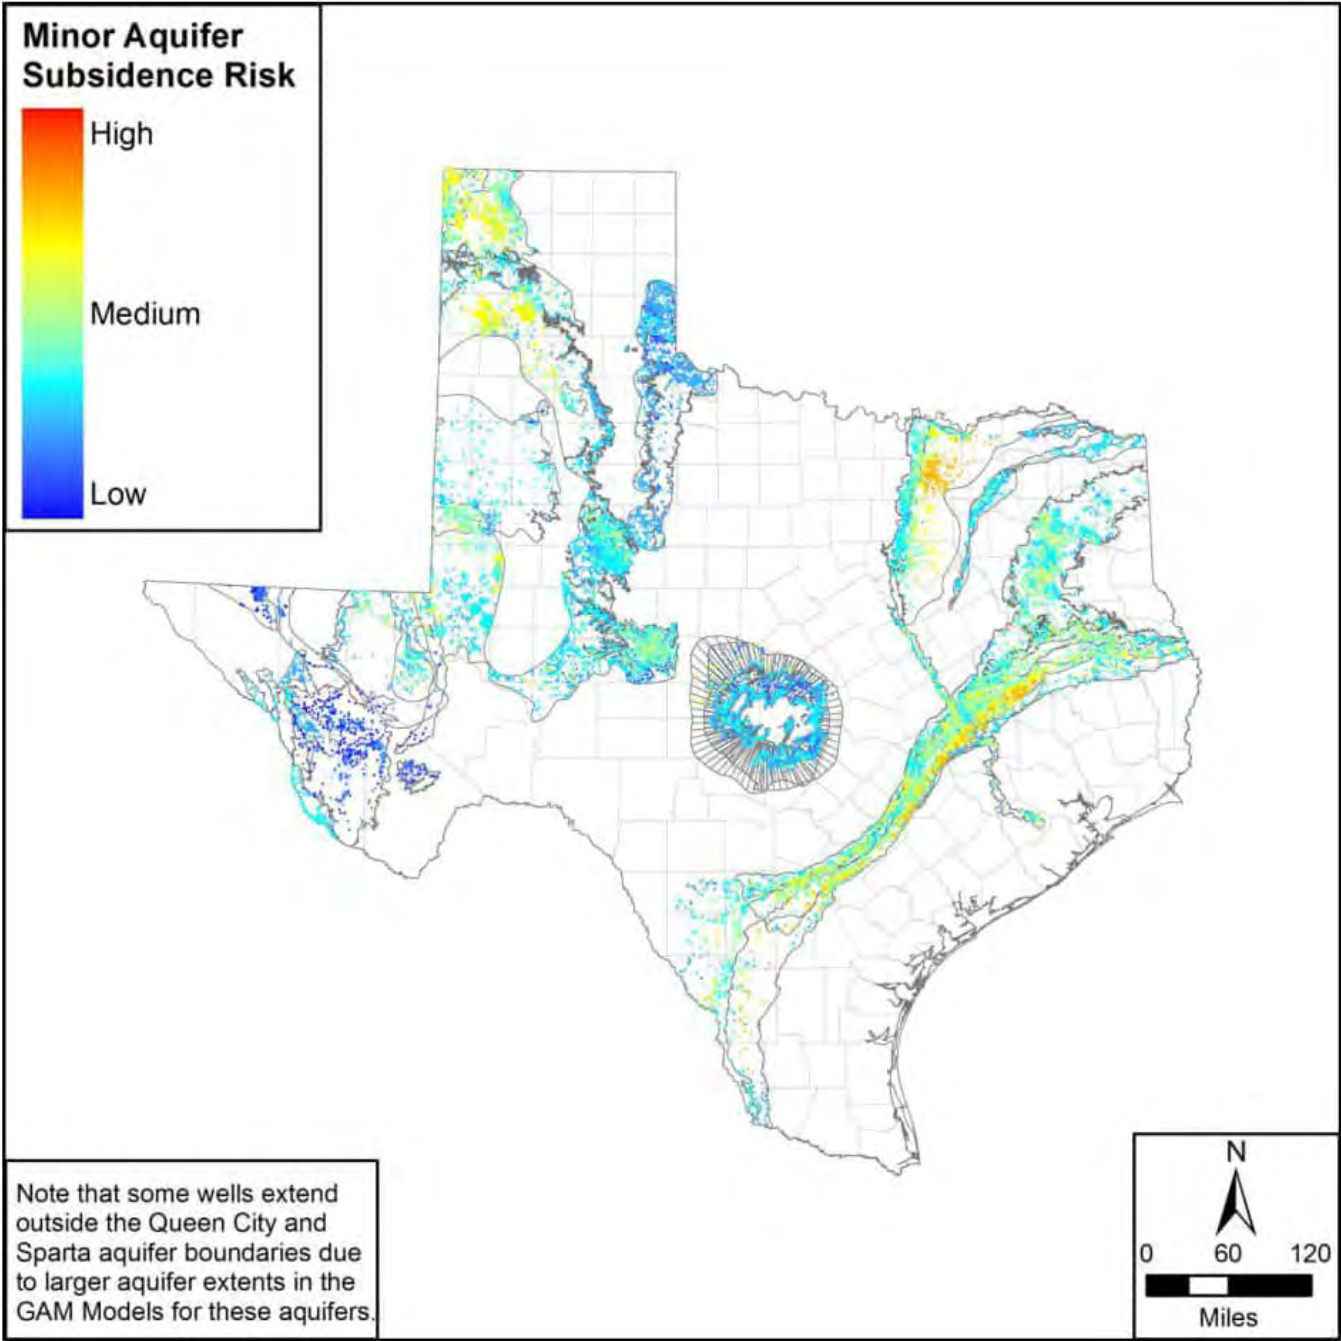 Minor Aquifer
Subsidence Risk
High
Medium
Low
Note that some wells extend
outside the Queen City and
Sparta aquifer boundaries due
to larger aquifer extents in the
GAM Models for these aquifers.
N
0 60 120
Miles